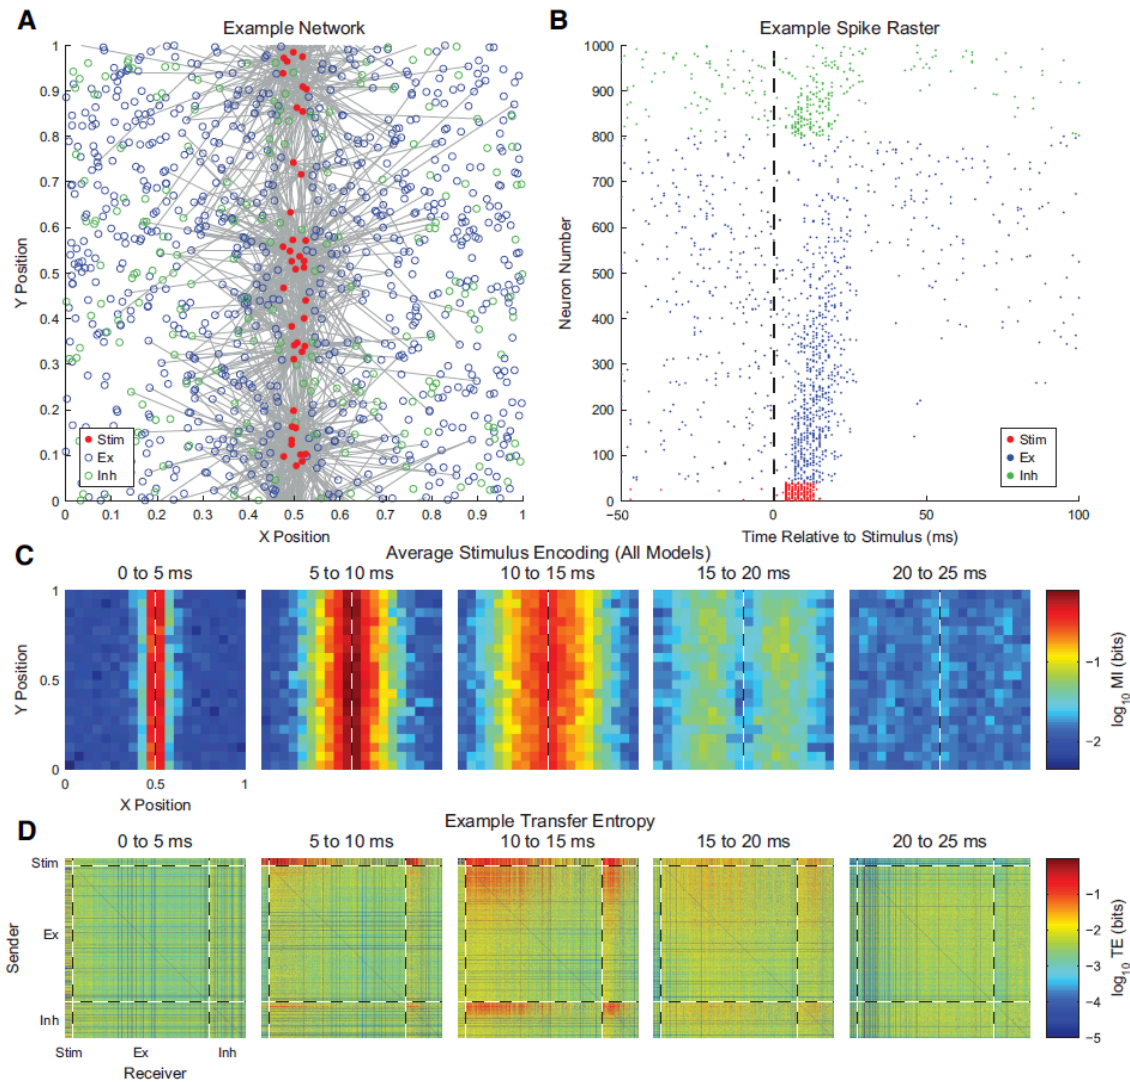 A
Example Network
1
0.9
0.8
0.7
0.6
0.5
0.4
0.3
0.2
0.1
0
Y Position
Stim
Ex
Inh
0 0.1 0.2 0.3 0.4 0.5 0.6 0.7 0.8 0.9 1
X Position
B
Example Spike Raster
1000
900
800
700
600
500
400
300
200
100
0
Neuron Number
Stim
Ex
Inh
−50 0 50 100
Time Relative to Stimulus (ms)
C
Average Stimulus Encoding (All Models)
0 to 5 ms 5 to 10 ms 10 to 15 ms 15 to 20 ms 20 to 25 ms
1
0.5
0
Y Position
0 0.5 1
X Position
−1
−2
log10 MI (bits)
D
Example Transfer Entropy
0 to 5 ms 5 to 10 ms 10 to 15 ms 15 to 20 ms 20 to 25 ms
Stim
Ex
Inh
Sender
Stim Ex Inh
Receiver
−1
−2
−3
−4
−5
log10 TE (bits)